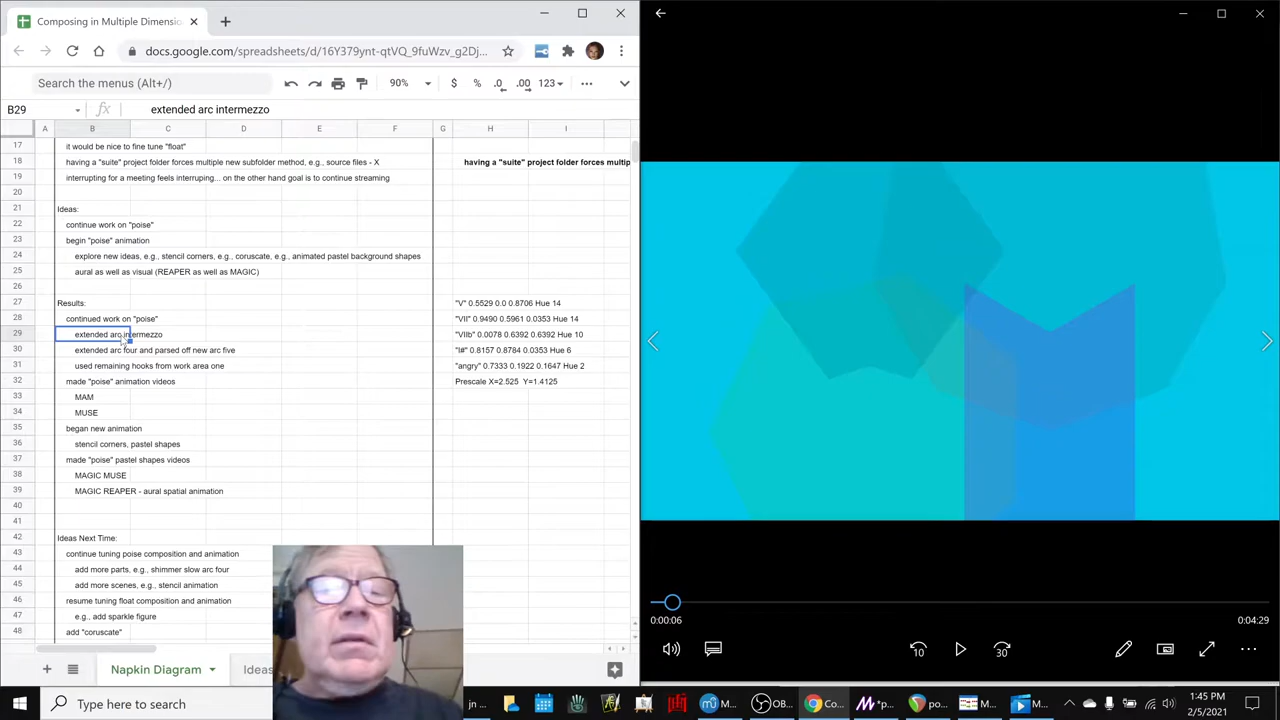 Composing in Multiple Dimensio
docs.google.com/spreadsheets/d/16Y379ynt-qtVQ_9fuWzv_g2Dj...
Search the menus (Alt+/)
90%
$
%
.0
.00
123
B29
fx
extended arc intermezzo
A B C D E F G H I
17 it would be nice to fine tune "float"
18 having a "suite" project folder forces multiple new subfolder method, e.g., source files - X having a "suite" project folder forces multip
19 interrupting for a meeting feels interruping... on the other hand goal is to continue streaming
20
21 Ideas:
22 continue work on "poise"
23 begin "poise" animation
24 explore new ideas, e.g., stencil corners, e.g., coruscate, e.g., animated pastel background shapes
25 aural as well as visual (REAPER as well as MAGIC)
26
27 Results: "V" 0.5529 0.0 0.8706 Hue 14
28 continued work on "poise" "VII" 0.9490 0.5961 0.0353 Hue 14
29 extended arc intermezzo "VIIb" 0.0078 0.6392 0.6392 Hue 10
30 extended arc four and parsed off new arc five "I#" 0.8157 0.8784 0.0353 Hue 6
31 used remaining hooks from work area one "angry" 0.7333 0.1922 0.1647 Hue 2
32 made "poise" animation videos Prescale X=2.525 Y=1.4125
33 MAM
34 MUSE
35 began new animation
36 stencil corners, pastel shapes
37 made "poise" pastel shapes videos
38 MAGIC MUSE
39 MAGIC REAPER - aural spatial animation
40
41
42 Ideas Next Time:
43 continue tuning poise composition and animation
44 add more parts, e.g., shimmer slow arc four
45 add more scenes, e.g., stencil animation
46 resume tuning float composition and animation
47 e.g., add sparkle figure
48 add "coruscate"
Napkin Diagram
Ideas
0:00:06
0:04:29
10
30
Type here to search
jn
OB
Co
"p
po
M
1:45 PM
2/5/2021